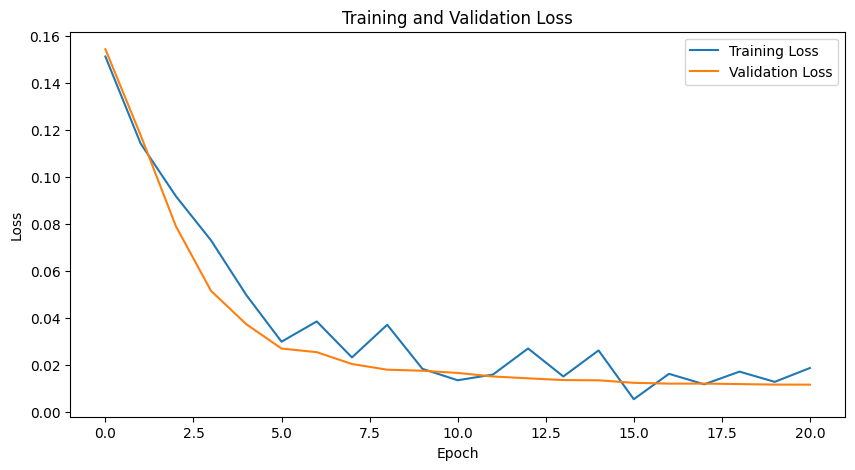 Training and Validation Loss
Training Loss
Validation Loss
Loss
0.16
0.14
0.12
0.10
0.08
0.06
0.04
0.02
0.00
0.0 2.5 5.0 7.5 10.0 12.5 15.0 17.5 20.0
Epoch